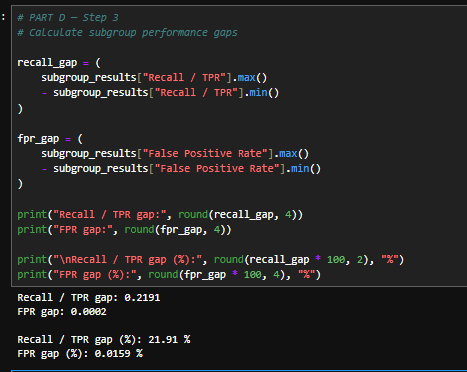 :
# PART D — Step 3
# Calculate subgroup performance gaps
recall_gap = (
    subgroup_results["Recall / TPR"].max()
    - subgroup_results["Recall / TPR"].min()
)
fpr_gap = (
    subgroup_results["False Positive Rate"].max()
    - subgroup_results["False Positive Rate"].min()
)
print("Recall / TPR gap:", round(recall_gap, 4))
print("FPR gap:", round(fpr_gap, 4))
print("\nRecall / TPR gap (%):", round(recall_gap * 100, 2), "%")
print("FPR gap (%):", round(fpr_gap * 100, 4), "%")
Recall / TPR gap: 0.2191
FPR gap: 0.0002
Recall / TPR gap (%): 21.91 %
FPR gap (%): 0.0159 %